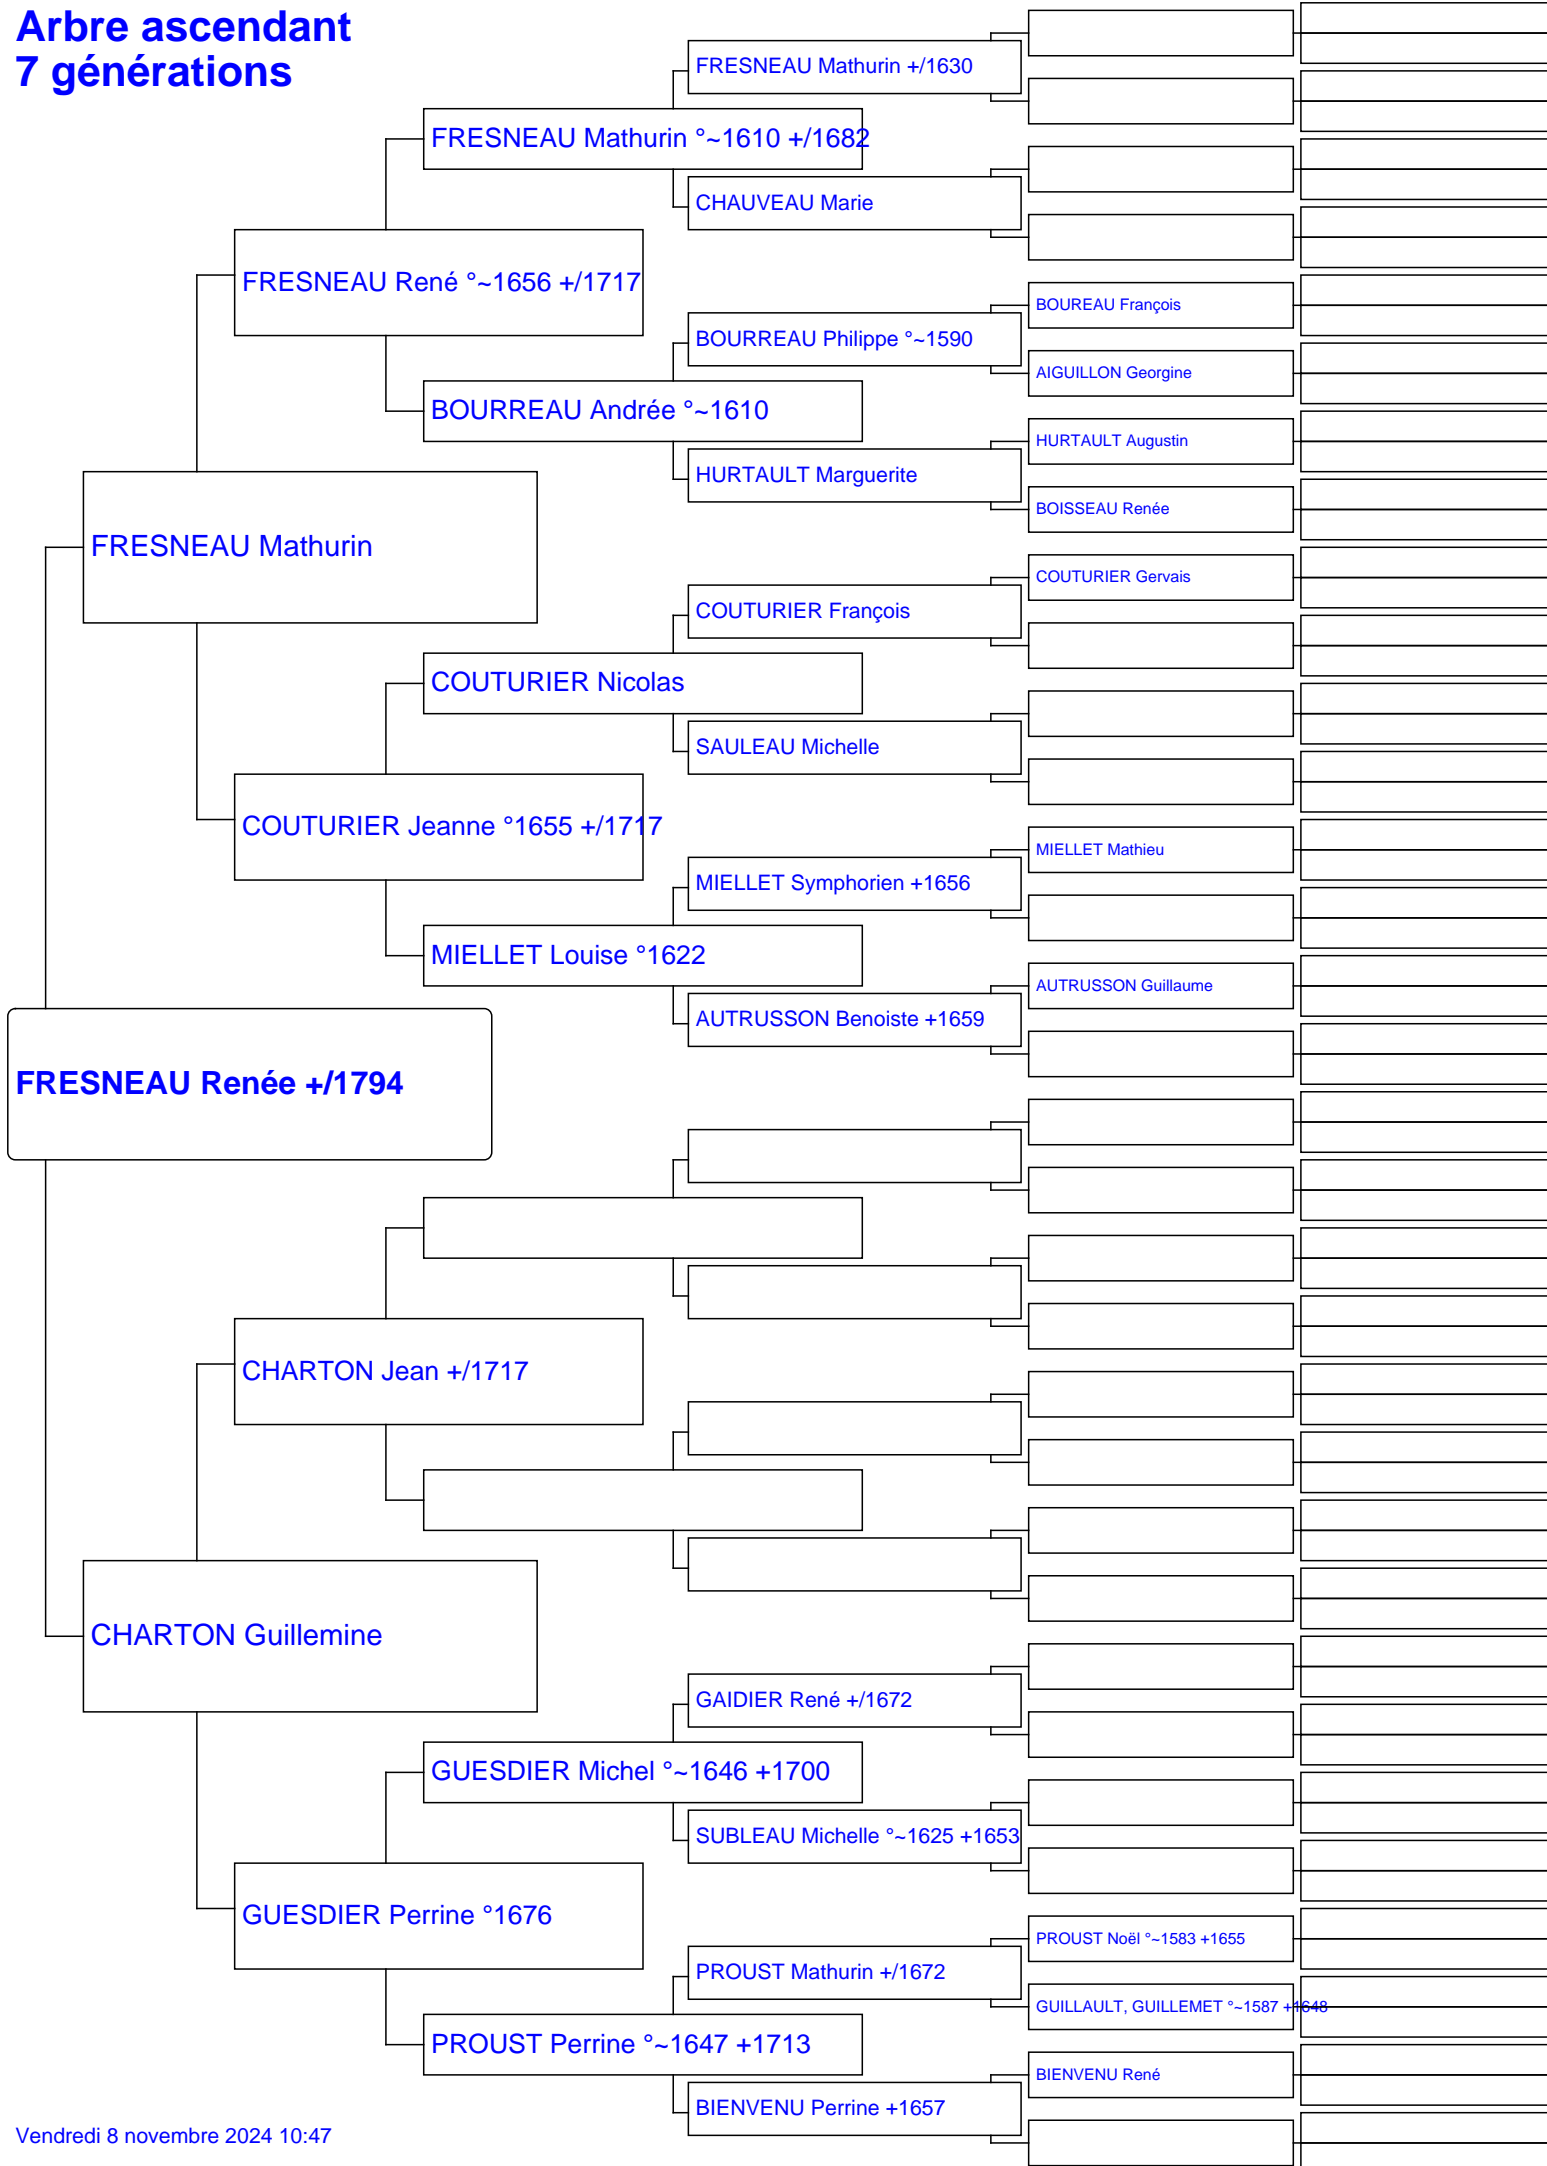 Arbre ascendant
7 générations
FRESNEAU Mathurin +/1630
FRESNEAU Mathurin °~1610 +/1682
CHAUVEAU Marie
FRESNEAU René °~1656 +/1717
BOUREAU François
BOURREAU Philippe °~1590
AIGUILLON Georgine
BOURREAU Andrée °~1610
HURTAULT Augustin
HURTAULT Marguerite
BOISSEAU Renée
FRESNEAU Mathurin
COUTURIER Gervais
COUTURIER François
COUTURIER Nicolas
SAULEAU Michelle
COUTURIER Jeanne °1655 +/1717
MIELLET Mathieu
MIELLET Symphorien +1656
MIELLET Louise °1622
AUTRUSSON Guillaume
AUTRUSSON Benoiste +1659
FRESNEAU Renée +/1794
CHARTON Jean +/1717
CHARTON Guillemine
GAIDIER René +/1672
GUESDIER Michel °~1646 +1700
SUBLEAU Michelle °~1625 +1653
GUESDIER Perrine °1676
PROUST Noël °~1583 +1655
PROUST Mathurin +/1672
GUILLAULT, GUILLEMET °~1587 +1648
PROUST Perrine °~1647 +1713
BIENVENU René
BIENVENU Perrine +1657
Vendredi 8 novembre 2024 10:47